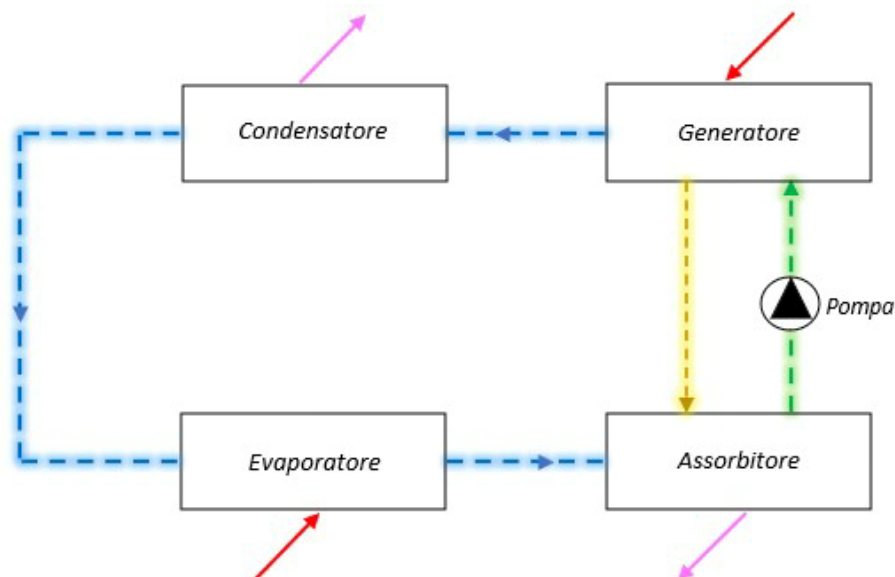 Condensatore
Generatore
Pompa
Evaporatore
Assorbitore